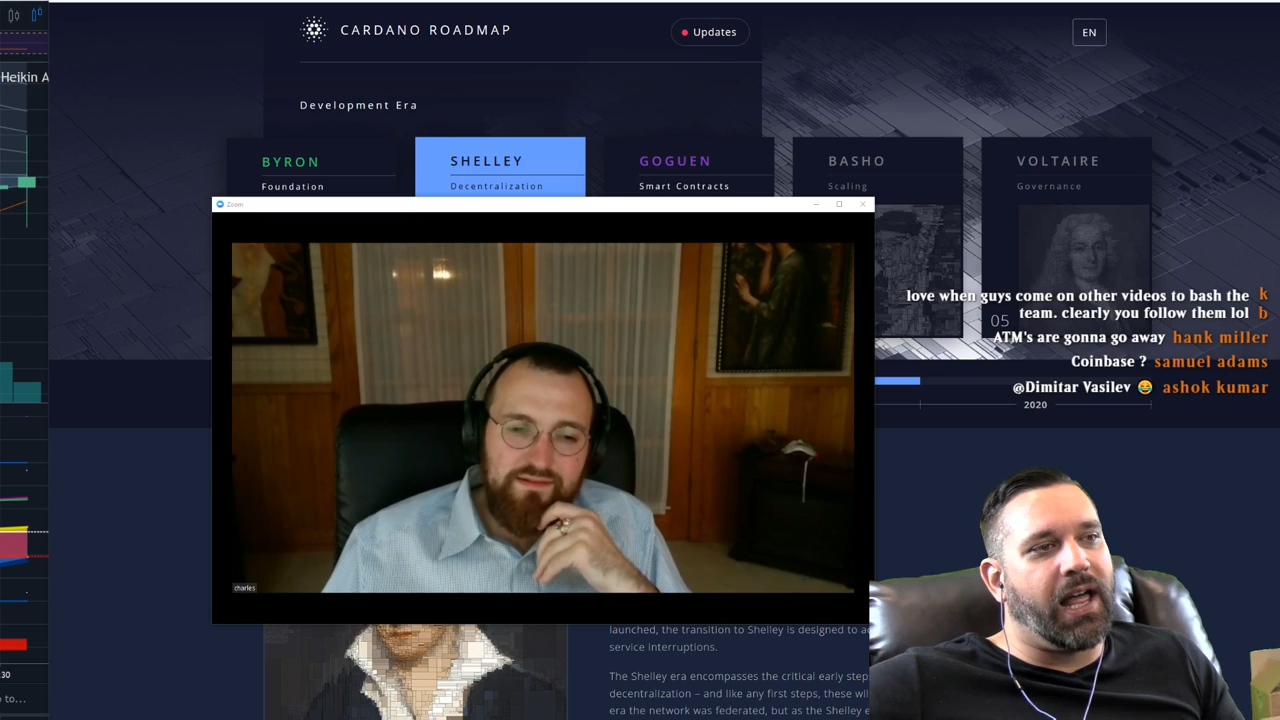 CARDANO ROADMAP
Updates
EN
Heikin A
Development Era
BYRON
Foundation
SHELLEY
Decentralization
GOGUEN
Smart Contracts
BASHO
Scaling
VOLTAIRE
Governance
Zoom
love when guys come on other videos to bash the k
team. clearly you follow them lol b
05
ATM's are gonna go away hank miller
Coinbase ? samuel adams
@Dimitar Vasilev 😂 ashok kumar
2020
charles
launched, the transition to Shelley is designed to a
service interruptions.
:30
The Shelley era encompasses the critical early step
decentralization – and like any first steps, these wil
to...
era the network was federated, but as the Shelley e